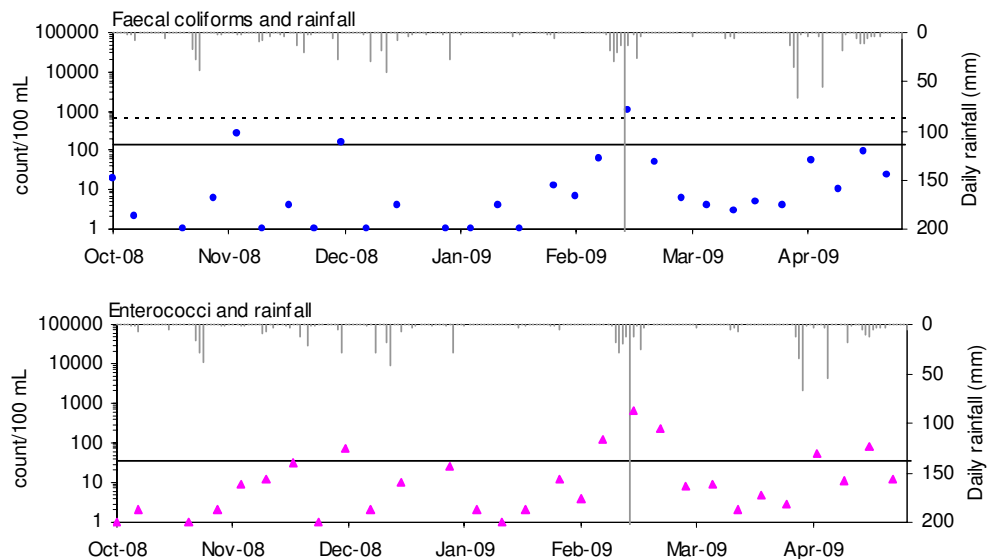 Faecal coliforms and rainfall
count/100 mL
100000
10000
1000
100
10
1
0
50
100
150
200
Daily rainfall (mm)
Oct-08 Nov-08 Dec-08 Jan-09 Feb-09 Mar-09 Apr-09
Enterococci and rainfall
count/100 mL
100000
10000
1000
100
10
1
0
50
100
150
200
Daily rainfall (mm)
Oct-08 Nov-08 Dec-08 Jan-09 Feb-09 Mar-09 Apr-09